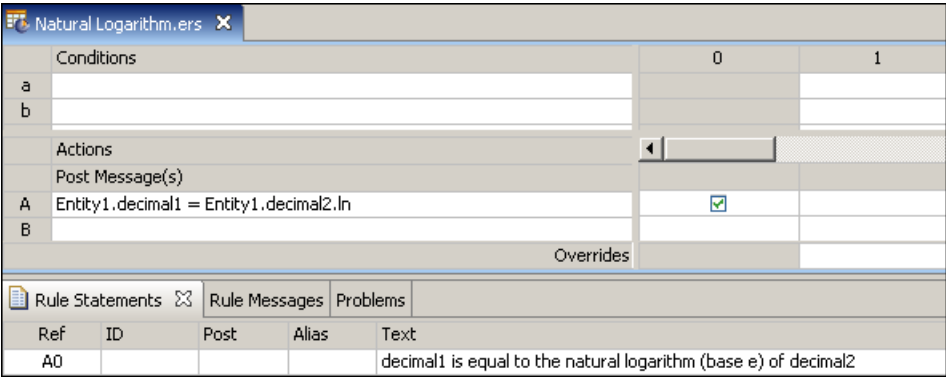 Natural Logarithm.ers
Conditions 0 1
a
b
Actions
Post Message(s)
A Entity1.decimal1 = Entity1.decimal2.ln
B
Overrides
Rule Statements Rule Messages Problems
Ref ID Post Alias Text
A0 decimal1 is equal to the natural logarithm (base e) of decimal2